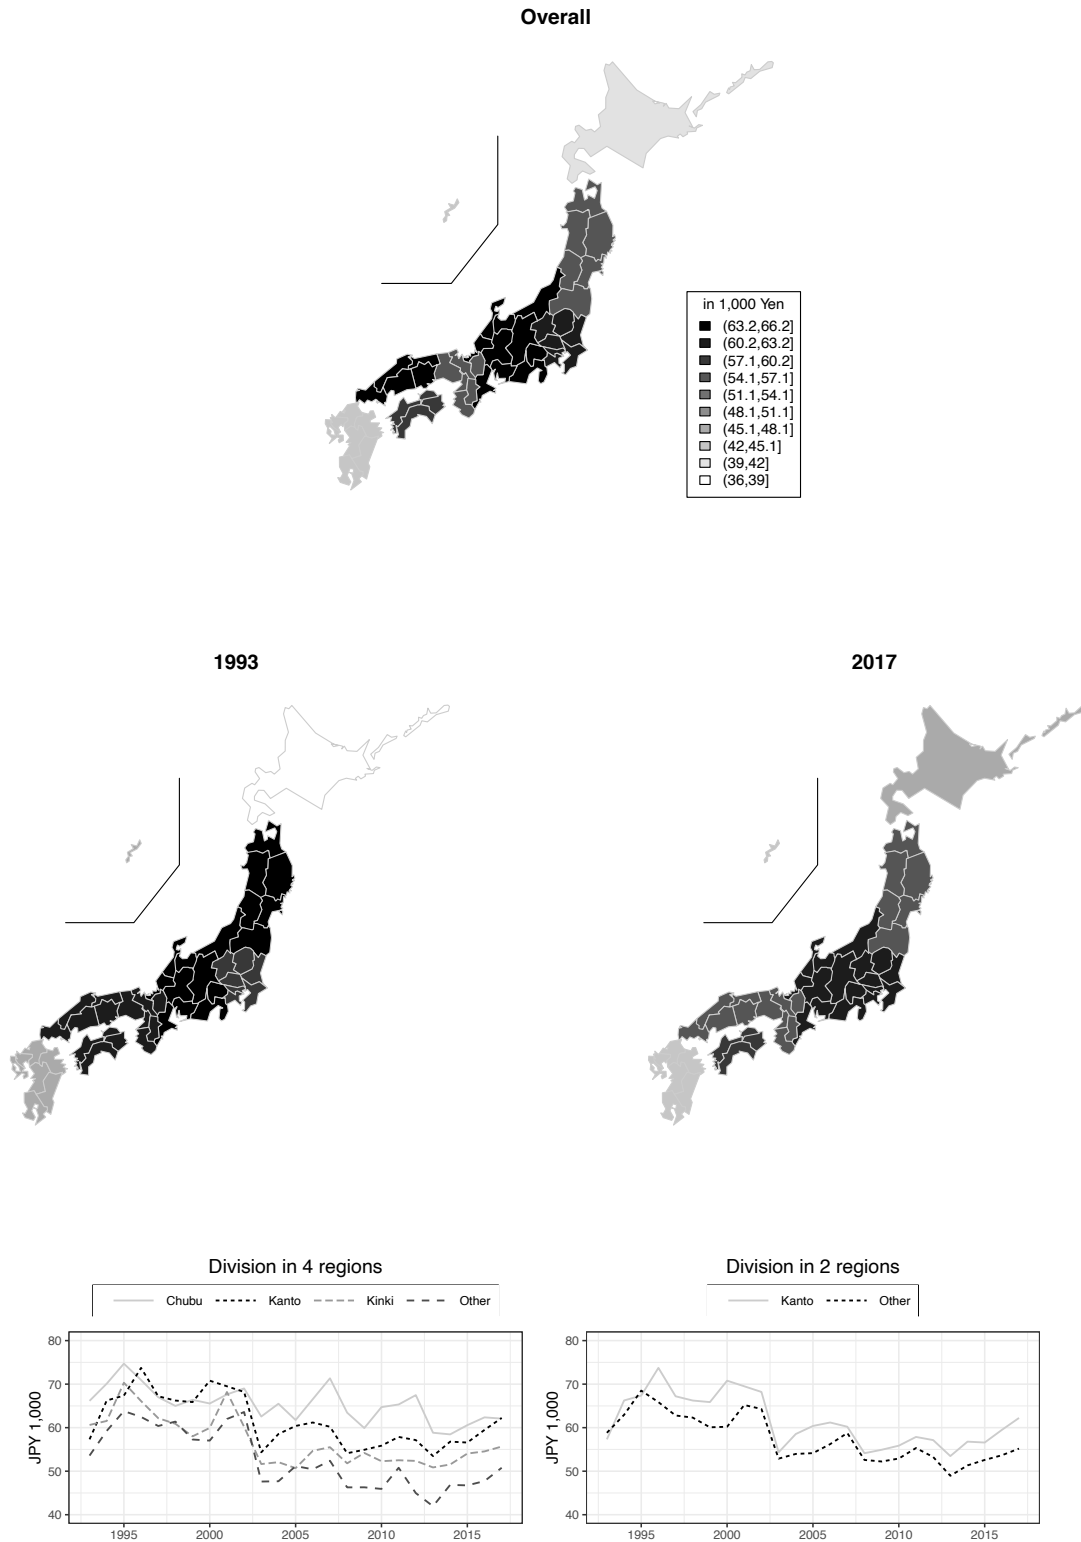 Overall
in 1,000 Yen
(63.2,66.2]
(60.2,63.2]
(57.1,60.2]
(54.1,57.1]
(51.1,54.1]
(48.1,51.1]
(45.1,48.1]
(42,45.1]
(39,42]
(36,39]
1993
2017
Division in 4 regions
Chubu Kanto Kinki Other
80
70
60
50
40
JPY 1,000
1995 2000 2005 2010 2015
Division in 2 regions
Kanto Other
80
70
60
50
40
JPY 1,000
1995 2000 2005 2010 2015